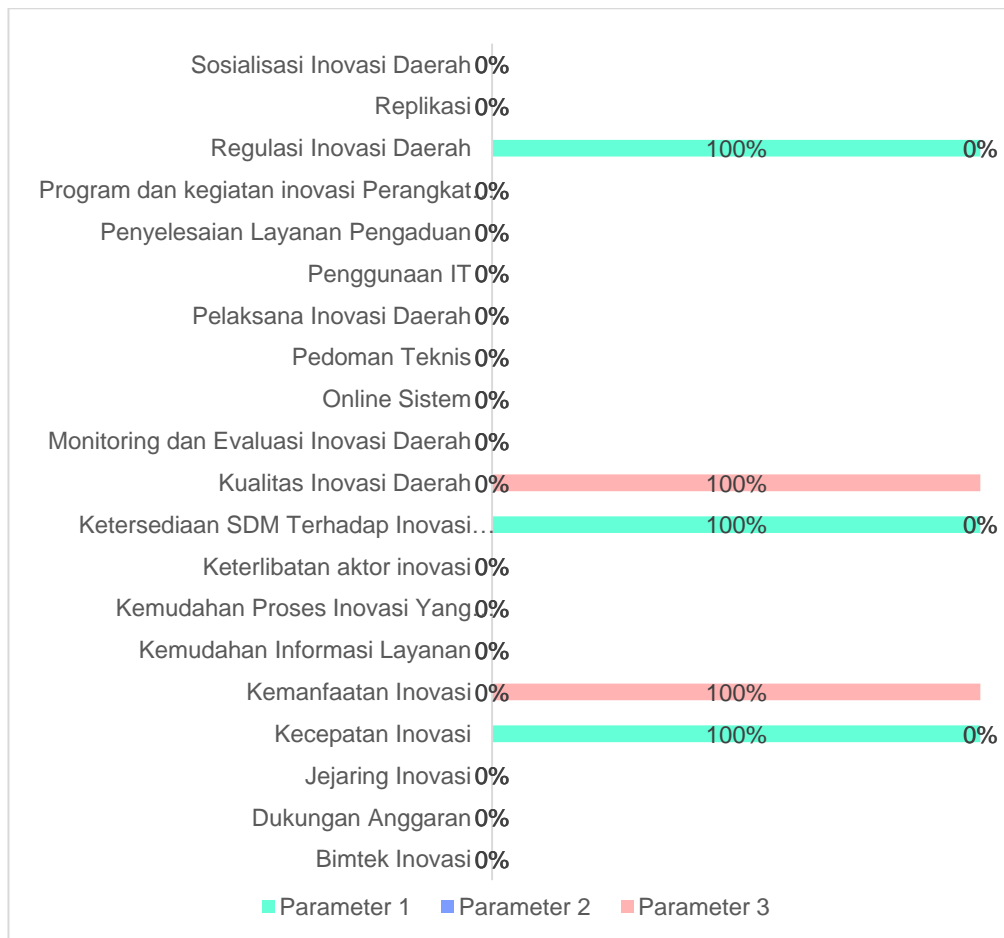 Sosialisasi Inovasi Daerah 0%
Replikasi 0%
Regulasi Inovasi Daerah 100% 0%
Program dan kegiatan inovasi Perangkat… 0%
Penyelesaian Layanan Pengaduan 0%
Penggunaan IT 0%
Pelaksana Inovasi Daerah 0%
Pedoman Teknis 0%
Online Sistem 0%
Monitoring dan Evaluasi Inovasi Daerah 0%
Kualitas Inovasi Daerah 0% 100%
Ketersediaan SDM Terhadap Inovasi… 100% 0%
Keterlibatan aktor inovasi 0%
Kemudahan Proses Inovasi Yang… 0%
Kemudahan Informasi Layanan 0%
Kemanfaatan Inovasi 0% 100%
Kecepatan Inovasi 100% 0%
Jejaring Inovasi 0%
Dukungan Anggaran 0%
Bimtek Inovasi 0%
Parameter 1 Parameter 2 Parameter 3